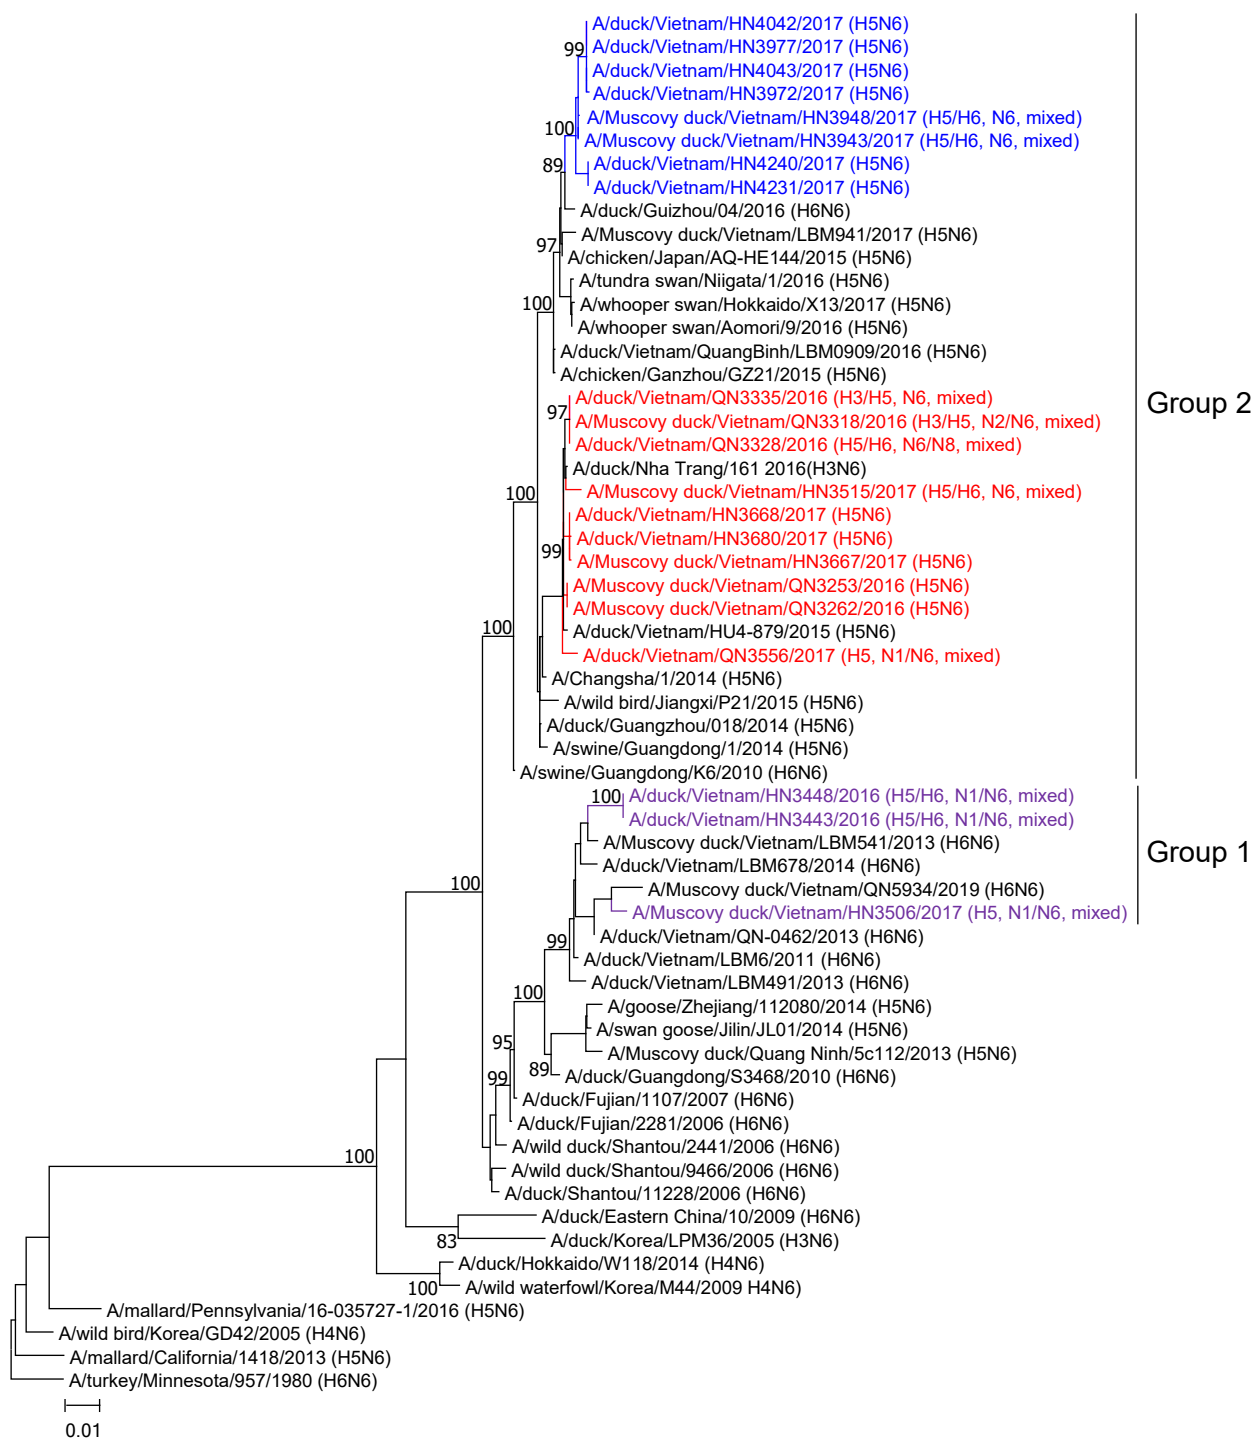 A/duck/Vietnam/HN4042/2017 (H5N6)
99
A/duck/Vietnam/HN3977/2017 (H5N6)
A/duck/Vietnam/HN4043/2017 (H5N6)
A/duck/Vietnam/HN3972/2017 (H5N6)
A/Muscovy duck/Vietnam/HN3948/2017 (H5/H6, N6, mixed)
100
A/Muscovy duck/Vietnam/HN3943/2017 (H5/H6, N6, mixed)
89
A/duck/Vietnam/HN4240/2017 (H5N6)
A/duck/Vietnam/HN4231/2017 (H5N6)
A/duck/Guizhou/04/2016 (H6N6)
A/Muscovy duck/Vietnam/LBM941/2017 (H5N6)
97
A/chicken/Japan/AQ-HE144/2015 (H5N6)
A/tundra swan/Niigata/1/2016 (H5N6)
100
A/whooper swan/Hokkaido/X13/2017 (H5N6)
A/whooper swan/Aomori/9/2016 (H5N6)
A/duck/Vietnam/QuangBinh/LBM0909/2016 (H5N6)
A/chicken/Ganzhou/GZ21/2015 (H5N6)
A/duck/Vietnam/QN3335/2016 (H3/H5, N6, mixed)
Group 2
97
A/Muscovy duck/Vietnam/QN3318/2016 (H3/H5, N2/N6, mixed)
A/duck/Vietnam/QN3328/2016 (H5/H6, N6/N8, mixed)
A/duck/Nha Trang/161 2016(H3N6)
100
A/Muscovy duck/Vietnam/HN3515/2017 (H5/H6, N6, mixed)
A/duck/Vietnam/HN3668/2017 (H5N6)
A/duck/Vietnam/HN3680/2017 (H5N6)
99
A/Muscovy duck/Vietnam/HN3667/2017 (H5N6)
A/Muscovy duck/Vietnam/QN3253/2016 (H5N6)
A/Muscovy duck/Vietnam/QN3262/2016 (H5N6)
100
A/duck/Vietnam/HU4-879/2015 (H5N6)
A/duck/Vietnam/QN3556/2017 (H5, N1/N6, mixed)
A/Changsha/1/2014 (H5N6)
A/wild bird/Jiangxi/P21/2015 (H5N6)
A/duck/Guangzhou/018/2014 (H5N6)
A/swine/Guangdong/1/2014 (H5N6)
A/swine/Guangdong/K6/2010 (H6N6)
100
A/duck/Vietnam/HN3448/2016 (H5/H6, N1/N6, mixed)
A/duck/Vietnam/HN3443/2016 (H5/H6, N1/N6, mixed)
A/Muscovy duck/Vietnam/LBM541/2013 (H6N6)
Group 1
A/duck/Vietnam/LBM678/2014 (H6N6)
100
A/Muscovy duck/Vietnam/QN5934/2019 (H6N6)
A/Muscovy duck/Vietnam/HN3506/2017 (H5, N1/N6, mixed)
A/duck/Vietnam/QN-0462/2013 (H6N6)
99
A/duck/Vietnam/LBM6/2011 (H6N6)
A/duck/Vietnam/LBM491/2013 (H6N6)
100
A/goose/Zhejiang/112080/2014 (H5N6)
A/swan goose/Jilin/JL01/2014 (H5N6)
95
A/Muscovy duck/Quang Ninh/5c112/2013 (H5N6)
89
A/duck/Guangdong/S3468/2010 (H6N6)
99
A/duck/Fujian/1107/2007 (H6N6)
A/duck/Fujian/2281/2006 (H6N6)
A/wild duck/Shantou/2441/2006 (H6N6)
100
A/wild duck/Shantou/9466/2006 (H6N6)
A/duck/Shantou/11228/2006 (H6N6)
A/duck/Eastern China/10/2009 (H6N6)
83
A/duck/Korea/LPM36/2005 (H3N6)
A/duck/Hokkaido/W118/2014 (H4N6)
100
A/wild waterfowl/Korea/M44/2009 H4N6)
A/mallard/Pennsylvania/16-035727-1/2016 (H5N6)
A/wild bird/Korea/GD42/2005 (H4N6)
A/mallard/California/1418/2013 (H5N6)
A/turkey/Minnesota/957/1980 (H6N6)
0.01